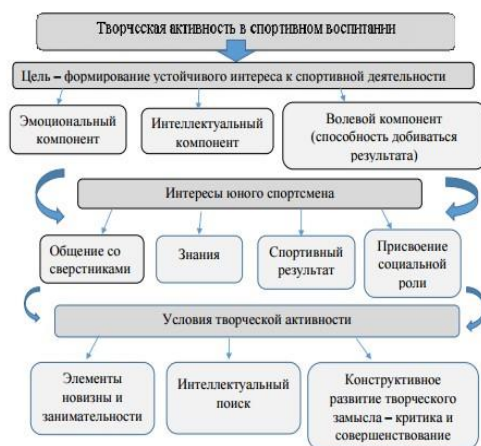 Творческая активность в спортивном воспитании
Цель – формирование устойчивого интереса к спортивной деятельности
Эмоциональный
компонент
Интеллектуальный
компонент
Волевой компонент
(способность добиваться
результата)
Интересы юного спортсмена
Общение со
сверстниками
Знания
Спортивный
результат
Присвоение
социальной
роли
Условия творческой активности
Элементы
новизны и
занимательности
Интеллектуальный
поиск
Конструктивное
развитие творческого
замысла – критика и
совершенствование